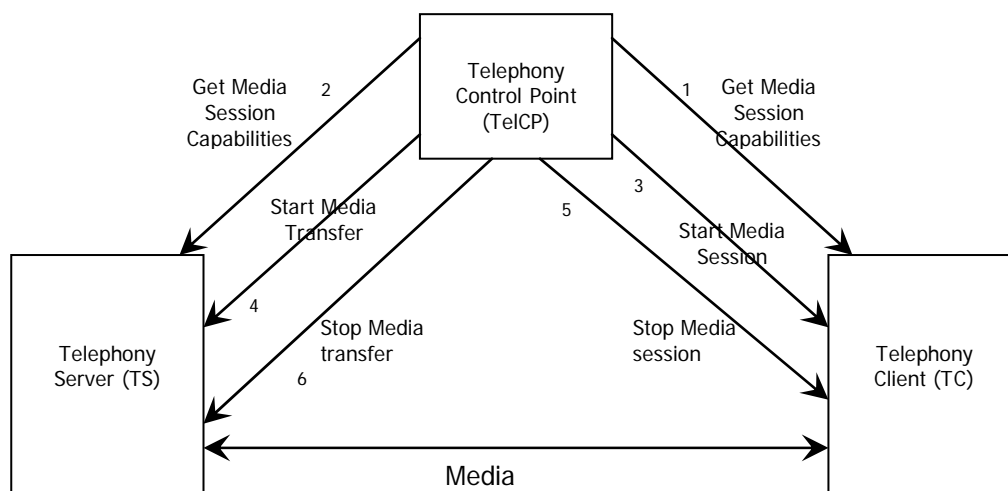 Telephony
Control Point
(TelCP)
Get Media
Session
Capabilities
2
1
Get Media
Session
Capabilities
Start Media
Transfer
4
3
Start Media
Session
5
Stop Media
transfer
6
Stop Media
session
Telephony
Server (TS)
Telephony
Client (TC)
Media